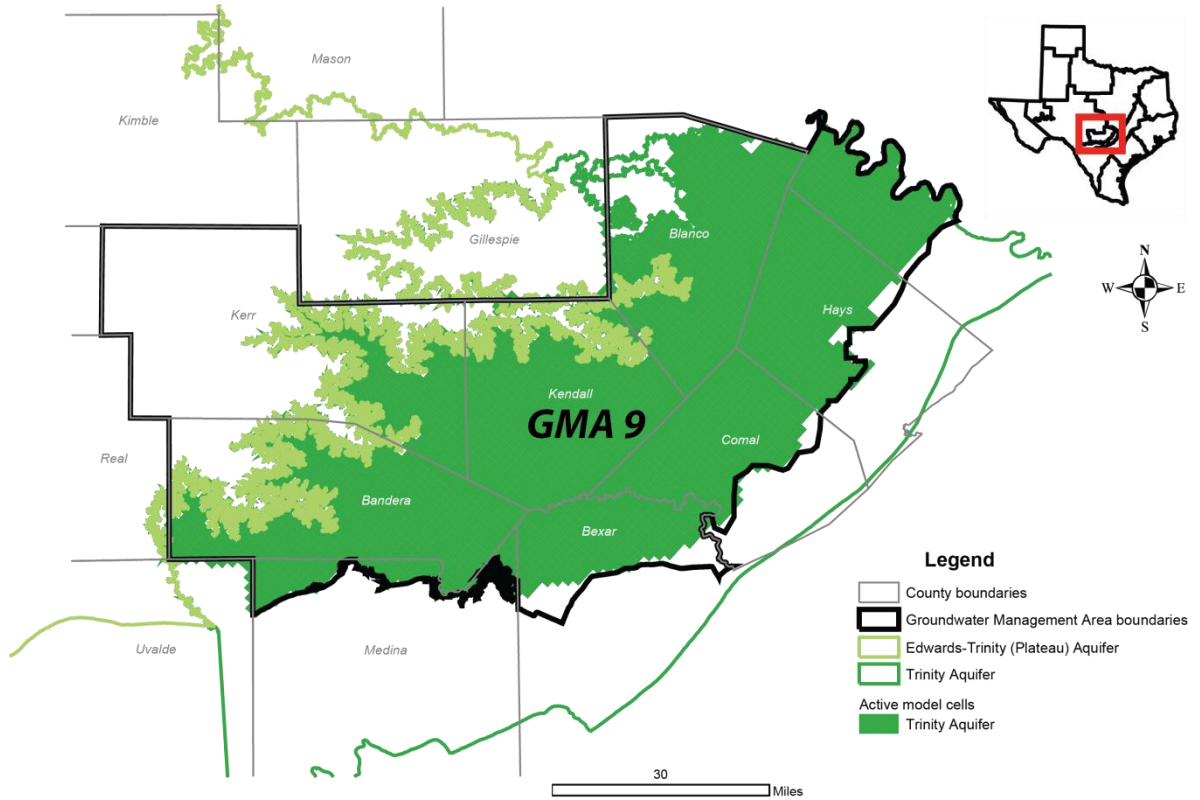 Mason
Kimble
Gillespie
Blanco
Kerr
Hays
Kendall
GMA 9
Comal
Real
Bandera
Bexar
Uvalde
Medina
N
W E
S
Legend
County boundaries
Groundwater Management Area boundaries
Edwards-Trinity (Plateau) Aquifer
Trinity Aquifer
Active model cells
Trinity Aquifer
30
Miles